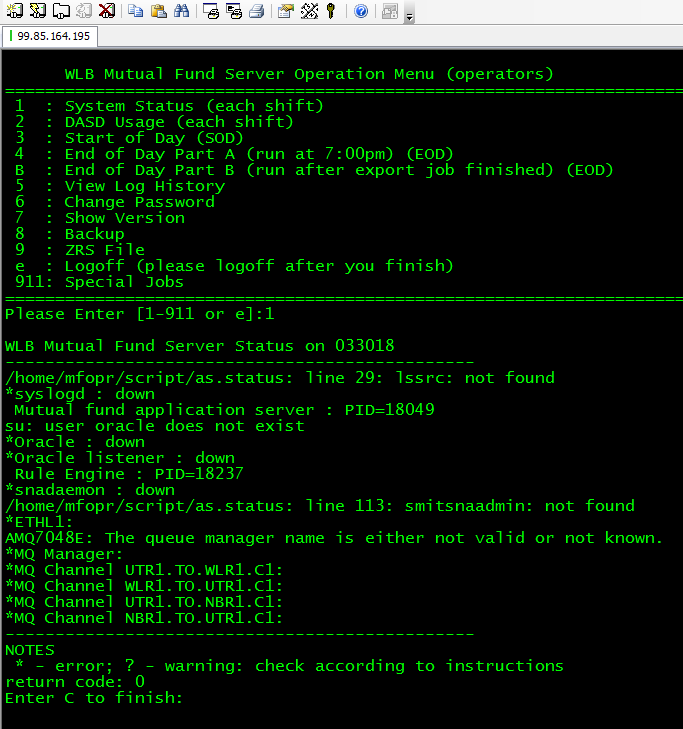 99.85.164.195
WLB Mutual Fund Server Operation Menu (operators)
================================================================
1 : System Status (each shift)
2 : DASD Usage (each shift)
3 : Start of Day (SOD)
4 : End of Day Part A (run at 7:00pm) (EOD)
B : End of Day Part B (run after export job finished) (EOD)
5 : View Log History
6 : Change Password
7 : Show Version
8 : Backup
9 : ZRS File
e : Logoff (please logoff after you finish)
911: Special Jobs
================================================================
Please Enter [1-911 or e]:1
WLB Mutual Fund Server Status on 033018
-----------------------------------------------
/home/mfopr/script/as.status: line 29: lssrc: not found
*syslogd : down
Mutual fund application server : PID=18049
su: user oracle does not exist
*Oracle : down
*Oracle listener : down
Rule Engine : PID=18237
*snadaemon : down
/home/mfopr/script/as.status: line 113: smitsnaadmin: not found
*ETHL1:
AMQ7048E: The queue manager name is either not valid or not known.
*MQ Manager:
*MQ Channel UTR1.TO.WLR1.C1:
*MQ Channel WLR1.TO.UTR1.C1:
*MQ Channel UTR1.TO.NBR1.C1:
*MQ Channel NBR1.TO.UTR1.C1:
-----------------------------------------------
NOTES
* - error; ? - warning: check according to instructions
return code: 0
Enter C to finish: